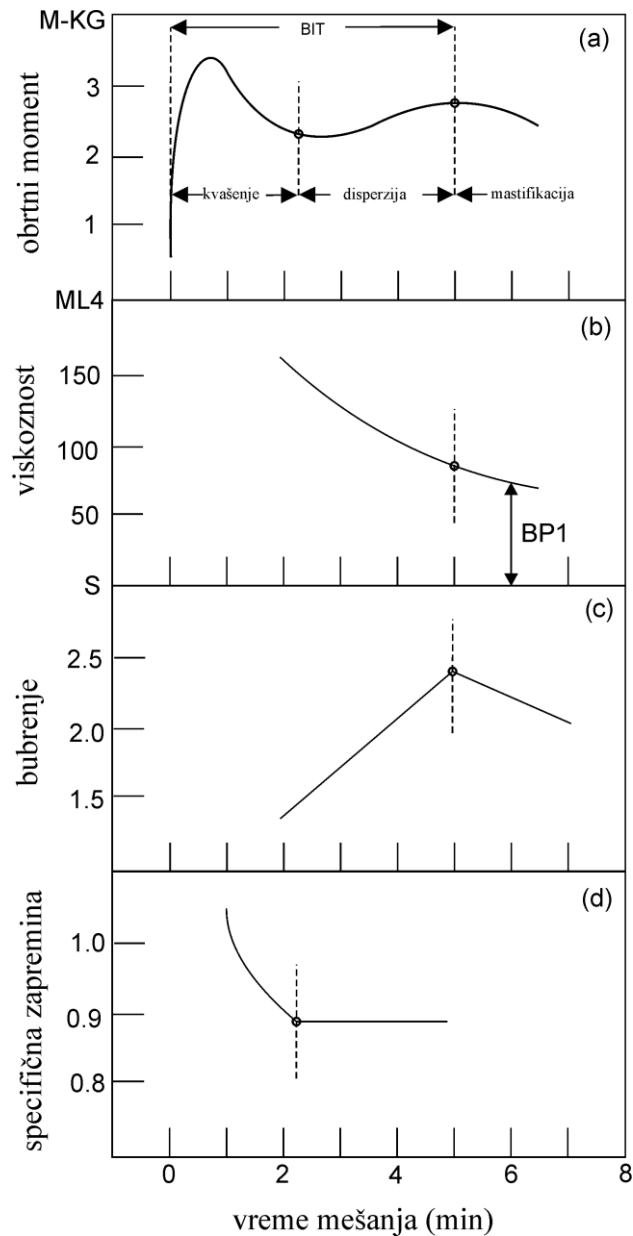 M-KG
BIT
(a)
3
2
1
obrtni moment
kvašenje
disperzija
mastifikacija
ML4
(b)
150
100
50
viskoznost
BP1
S
(c)
2.5
2.0
1.5
bubrenje
(d)
1.0
0.9
0.8
specifična zapremina
0 2 4 6 8
vreme mešanja (min)